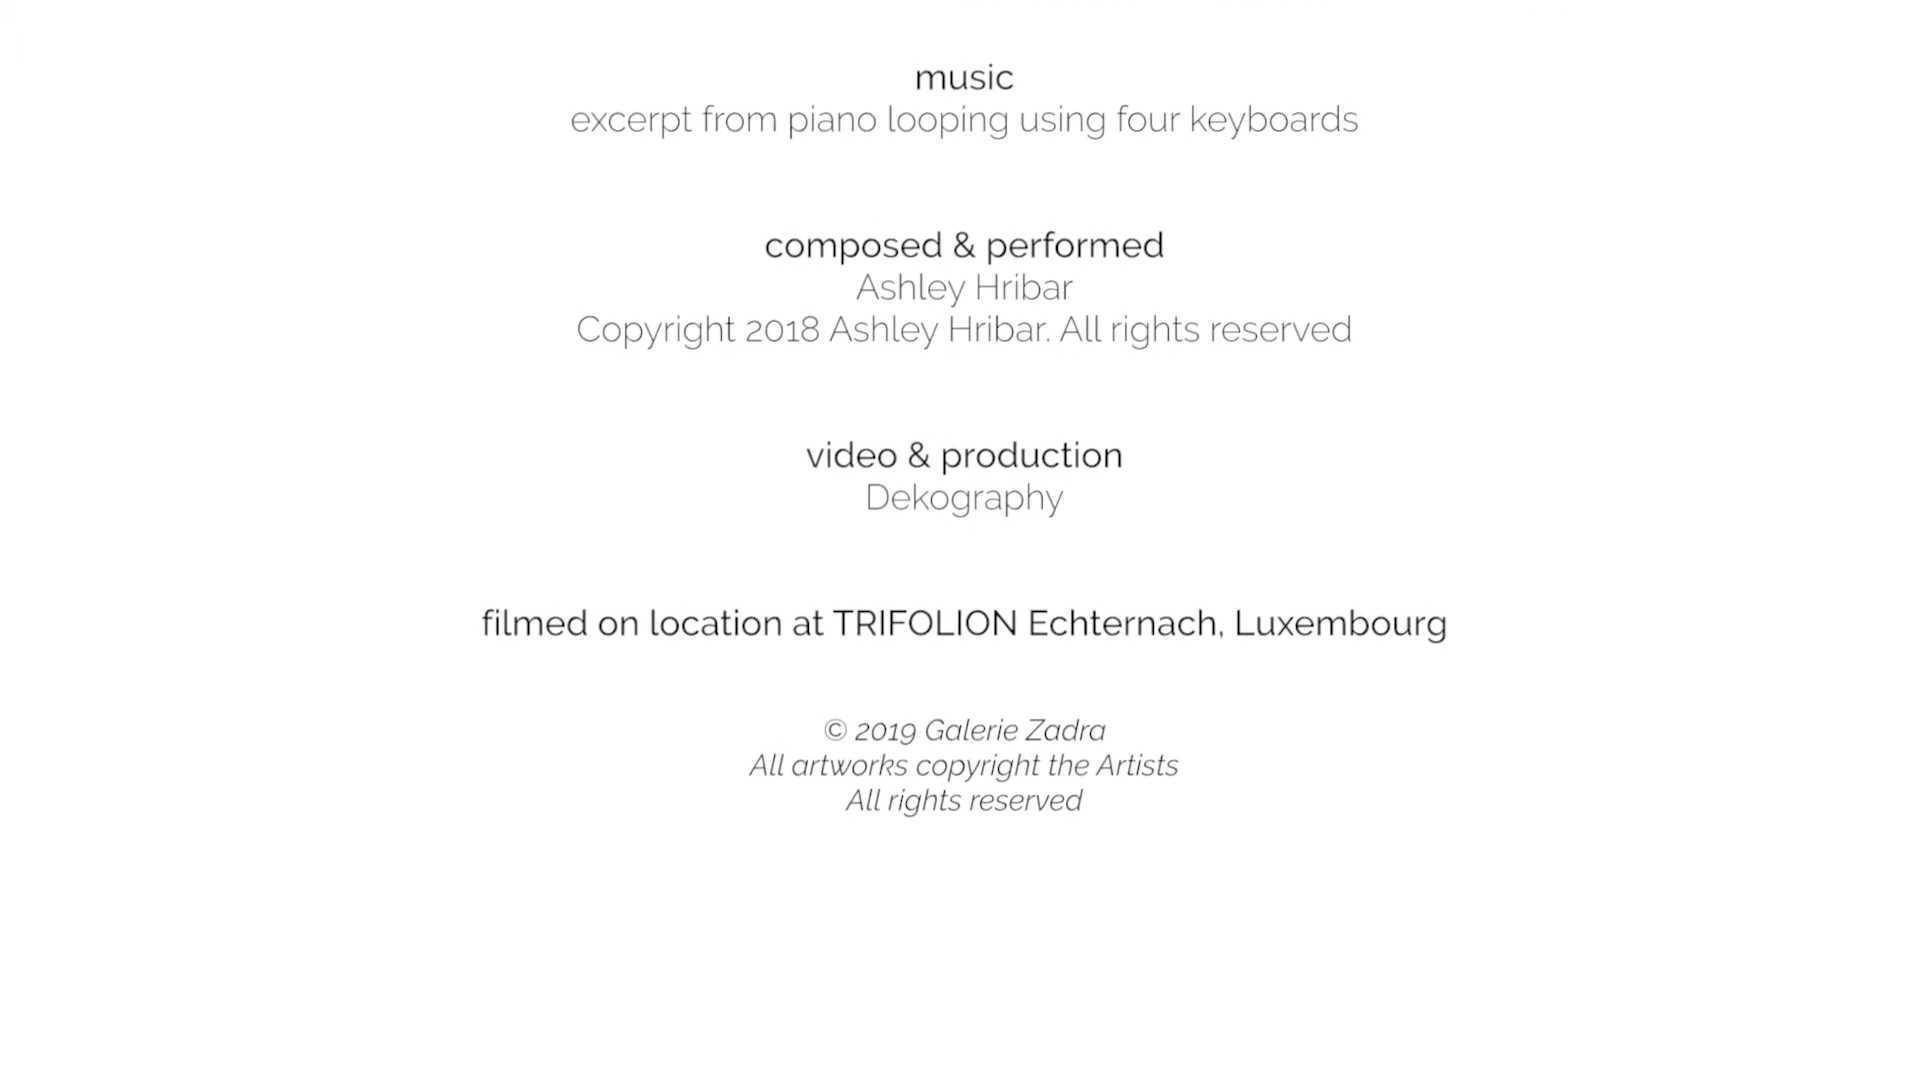 music
excerpt from piano looping using four keyboards
composed & performed
Ashley Hribar
Copyright 2018 Ashley Hribar. All rights reserved
video & production
Dekography
filmed on location at TRIFOLION Echternach, Luxembourg
© 2019 Galerie Zadra
All artworks copyright the Artists
All rights reserved